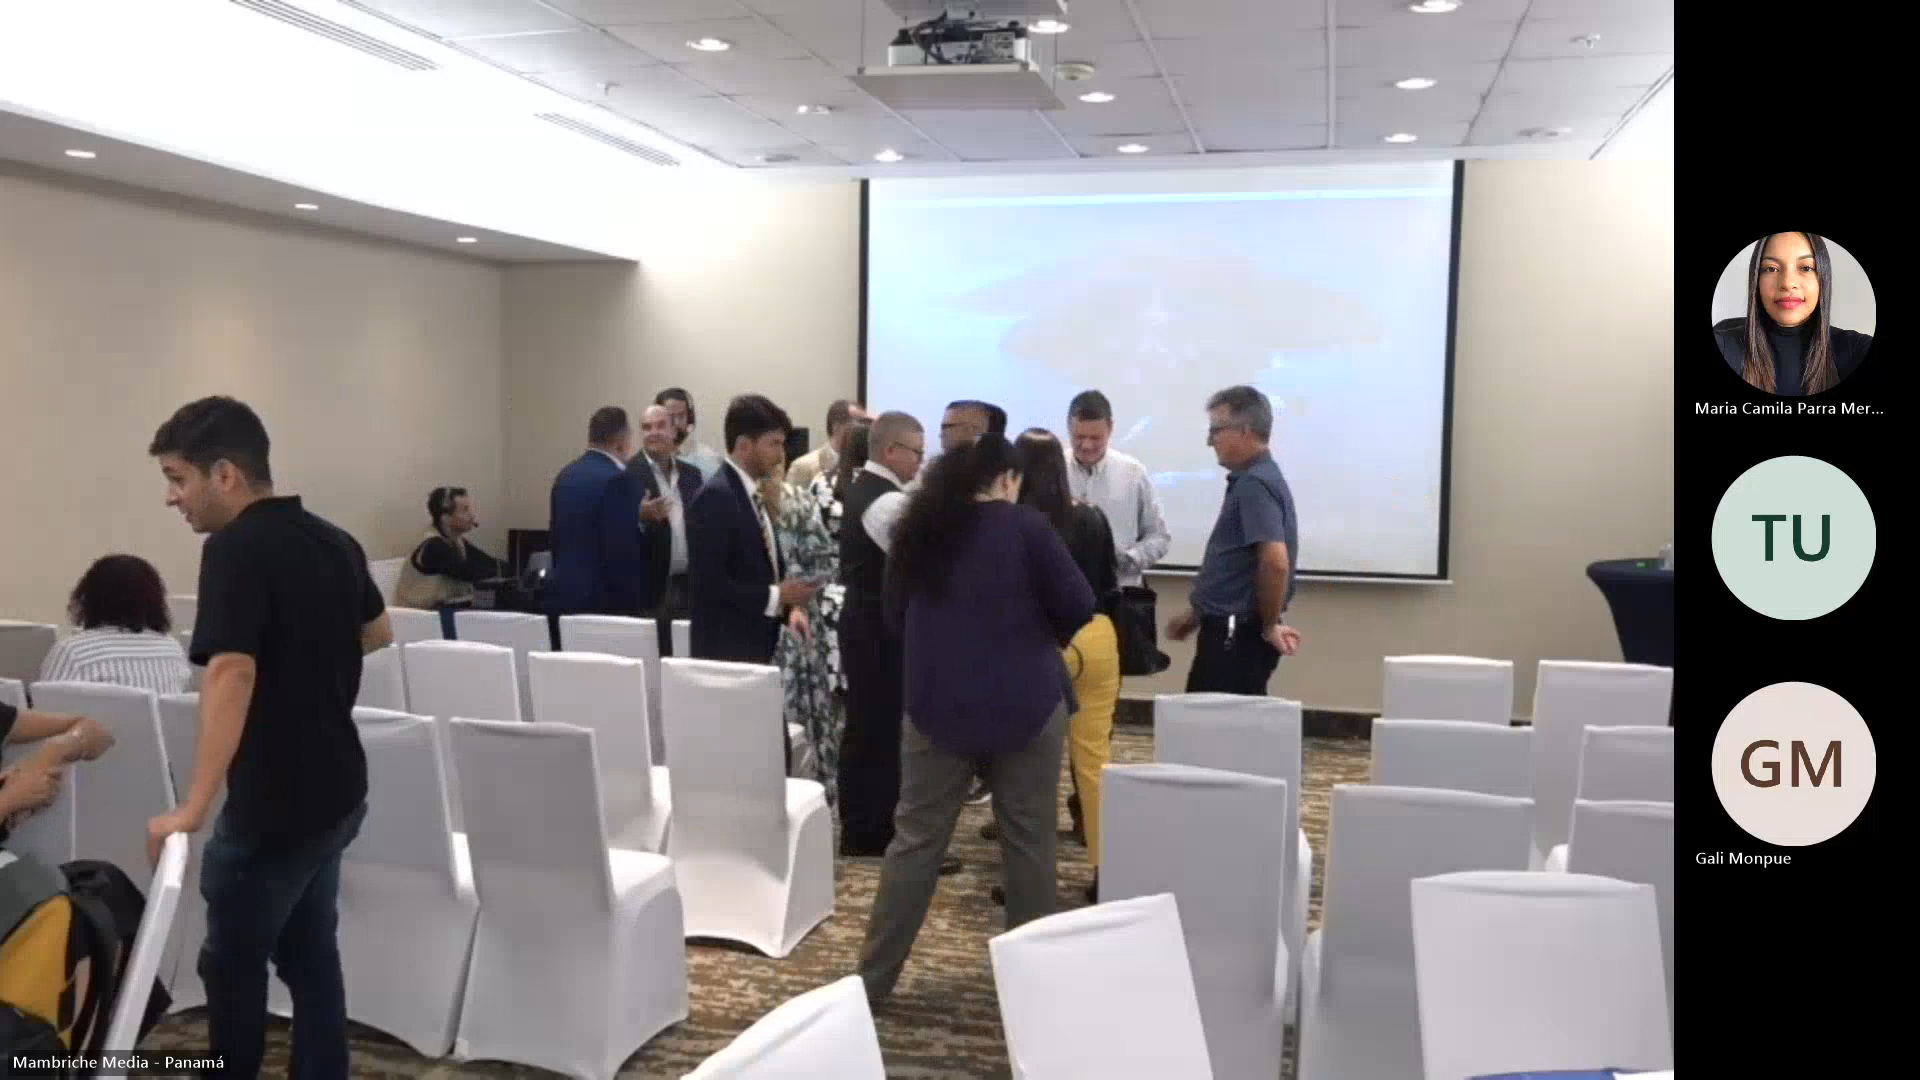 Maria Camila Parra Mer...
TU
GM
Gali Monpue
Mambriche Media - Panamá